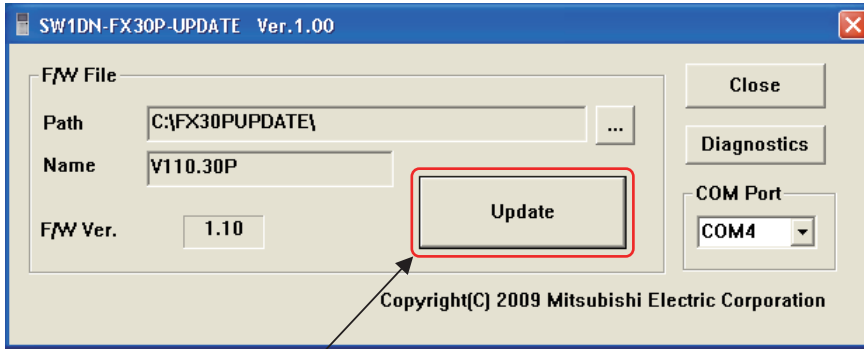 SW1DN-FX30P-UPDATE Ver.1.00
F/W File
Path C:\FX30PUPDATE\ ...
Name V110.30P
F/W Ver. 1.10
Update
Close
Diagnostics
COM Port
COM4
Copyright(C) 2009 Mitsubishi Electric Corporation